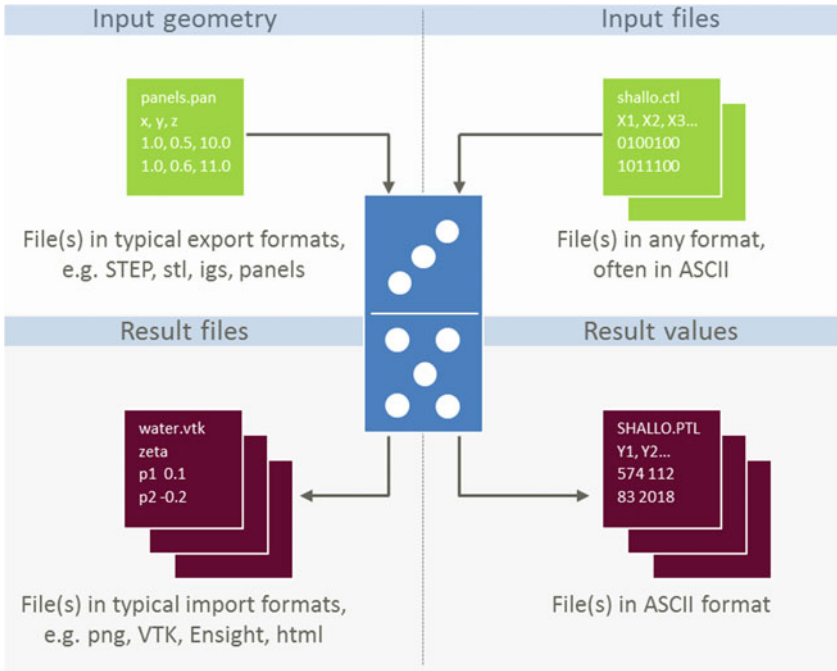 Input geometry
Input files
panels.pan
x, y, z
1.0, 0.5, 10.0
1.0, 0.6, 11.0
shallo.ctl
X1, X2, X3...
0100100
1011100
File(s) in typical export formats,
e.g. STEP, stl, igs, panels
File(s) in any format,
often in ASCII
Result files
Result values
water.vtk
zeta
p1 0.1
p2 -0.2
SHALLO.PTL
Y1, Y2...
574 112
83 2018
File(s) in typical import formats,
e.g. png, VTK, Ensight, html
File(s) in ASCII format